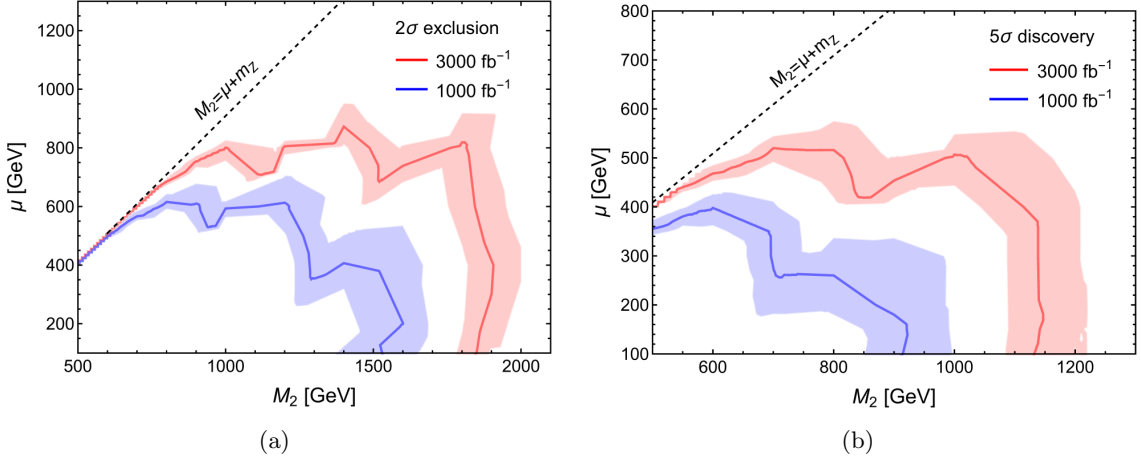 2σ exclusion
3000 fb⁻¹
1000 fb⁻¹
M₂=μ+m_Z
μ [GeV]
1200
1000
800
600
400
200
500
1000
1500
2000
M₂ [GeV]
(a)
5σ discovery
3000 fb⁻¹
1000 fb⁻¹
M₂=μ+m_Z
μ [GeV]
800
700
600
500
400
300
200
100
600
800
1000
1200
M₂ [GeV]
(b)